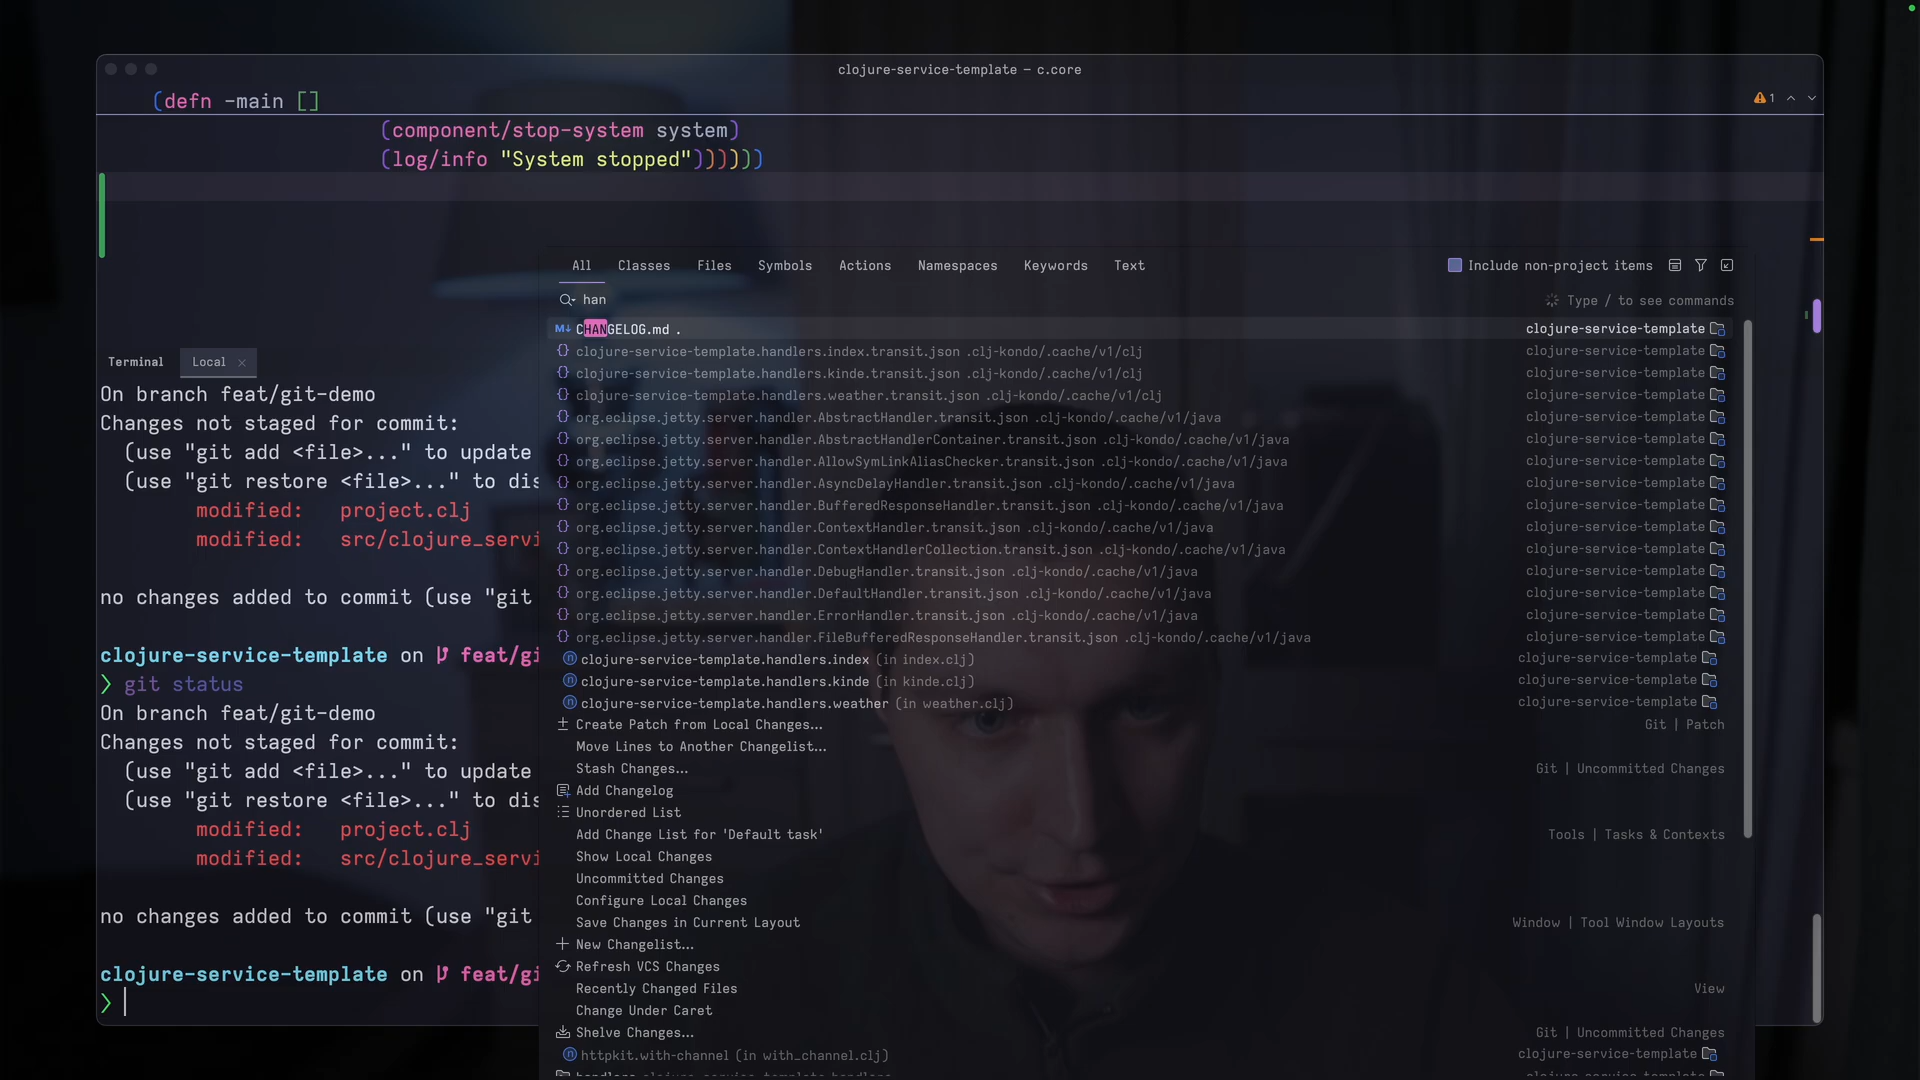 clojure-service-template – c.core
(defn -main []
1
(component/stop-system system)
(log/info "System stopped"))))))
All Classes Files Symbols Actions Namespaces Keywords Text
Include non-project items
han
Type / to see commands
CHANGELOG.md . clojure-service-template
clojure-service-template.handlers.index.transit.json .clj-kondo/.cache/v1/clj clojure-service-template
clojure-service-template.handlers.kinde.transit.json .clj-kondo/.cache/v1/clj clojure-service-template
clojure-service-template.handlers.weather.transit.json .clj-kondo/.cache/v1/clj clojure-service-template
org.eclipse.jetty.server.handler.AbstractHandler.transit.json .clj-kondo/.cache/v1/java clojure-service-template
org.eclipse.jetty.server.handler.AbstractHandlerContainer.transit.json .clj-kondo/.cache/v1/java clojure-service-template
org.eclipse.jetty.server.handler.AllowSymLinkAliasChecker.transit.json .clj-kondo/.cache/v1/java clojure-service-template
org.eclipse.jetty.server.handler.AsyncDelayHandler.transit.json .clj-kondo/.cache/v1/java clojure-service-template
org.eclipse.jetty.server.handler.BufferedResponseHandler.transit.json .clj-kondo/.cache/v1/java clojure-service-template
org.eclipse.jetty.server.handler.ContextHandler.transit.json .clj-kondo/.cache/v1/java clojure-service-template
org.eclipse.jetty.server.handler.ContextHandlerCollection.transit.json .clj-kondo/.cache/v1/java clojure-service-template
org.eclipse.jetty.server.handler.DebugHandler.transit.json .clj-kondo/.cache/v1/java clojure-service-template
org.eclipse.jetty.server.handler.DefaultHandler.transit.json .clj-kondo/.cache/v1/java clojure-service-template
org.eclipse.jetty.server.handler.ErrorHandler.transit.json .clj-kondo/.cache/v1/java clojure-service-template
org.eclipse.jetty.server.handler.FileBufferedResponseHandler.transit.json .clj-kondo/.cache/v1/java clojure-service-template
clojure-service-template.handlers.index (in index.clj) clojure-service-template
clojure-service-template.handlers.kinde (in kinde.clj) clojure-service-template
clojure-service-template.handlers.weather (in weather.clj) clojure-service-template
Create Patch from Local Changes... Git | Patch
Move Lines to Another Changelist...
Stash Changes... Git | Uncommitted Changes
Add Changelog
Unordered List
Add Change List for 'Default task' Tools | Tasks & Contexts
Show Local Changes
Uncommitted Changes
Configure Local Changes
Save Changes in Current Layout Window | Tool Window Layouts
New Changelist...
Refresh VCS Changes
Recently Changed Files View
Change Under Caret
Shelve Changes... Git | Uncommitted Changes
httpkit.with-channel (in with_channel.clj) clojure-service-template
Terminal Local
On branch feat/git-demo
Changes not staged for commit:
(use "git add <file>..." to update
(use "git restore <file>..." to dis
modified: project.clj
modified: src/clojure_servi
no changes added to commit (use "git
clojure-service-template on feat/gi
❯ git status
On branch feat/git-demo
Changes not staged for commit:
(use "git add <file>..." to update
(use "git restore <file>..." to dis
modified: project.clj
modified: src/clojure_servi
no changes added to commit (use "git
clojure-service-template on feat/gi
❯